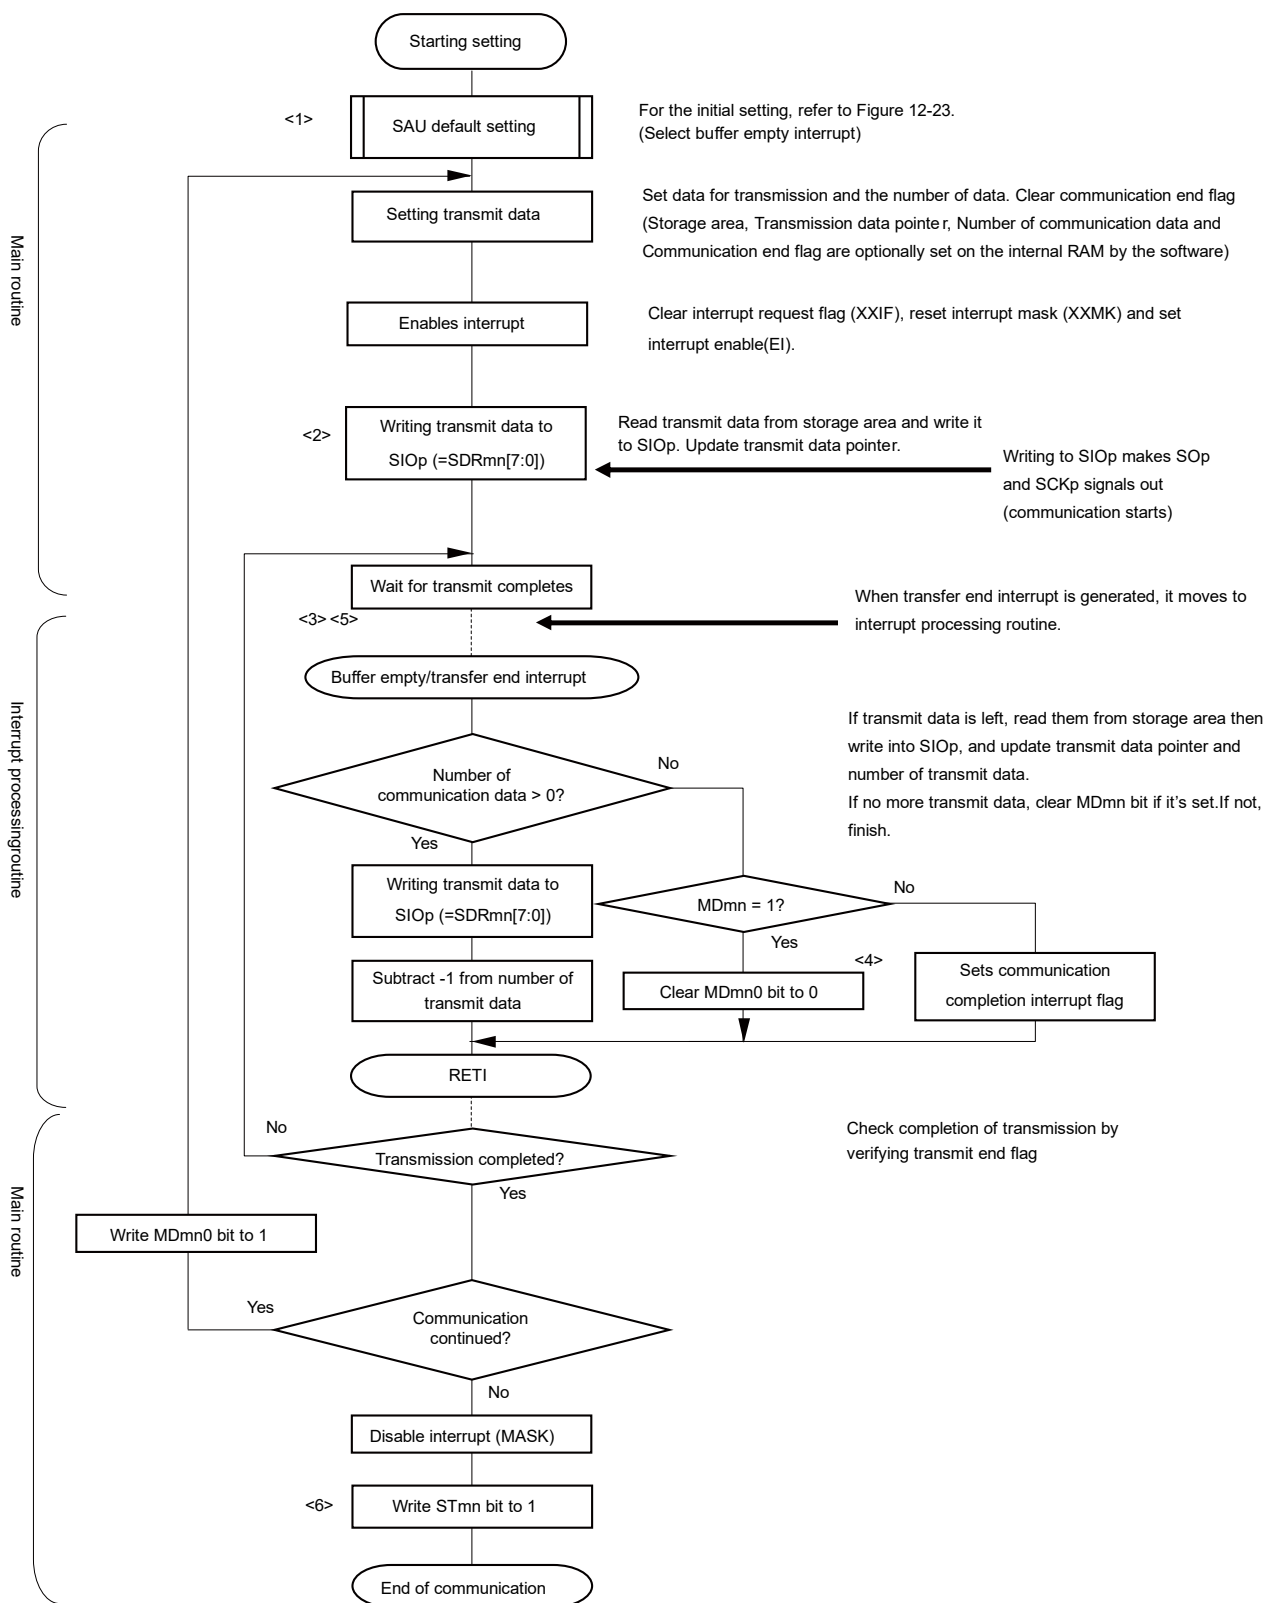 Starting setting
<1>
SAU default setting
For the initial setting, refer to Figure 12-23.
(Select buffer empty interrupt)
Main routine
Setting transmit data
Set data for transmission and the number of data. Clear communication end flag
(Storage area, Transmission data pointer, Number of communication data and
Communication end flag are optionally set on the internal RAM by the software)
Enables interrupt
Clear interrupt request flag (XXIF), reset interrupt mask (XXMK) and set
interrupt enable(EI).
<2>
Writing transmit data to
SIOp (=SDRmn[7:0])
Read transmit data from storage area and write it
to SIOp. Update transmit data pointer.
Writing to SIOp makes SOp
and SCKp signals out
(communication starts)
Wait for transmit completes
<3> <5>
When transfer end interrupt is generated, it moves to
interrupt processing routine.
Interrupt processingroutine
Buffer empty/transfer end interrupt
If transmit data is left, read them from storage area then
write into SIOp, and update transmit data pointer and
number of transmit data.
If no more transmit data, clear MDmn bit if it's set.If not,
finish.
Number of
communication data > 0?
No
Yes
Writing transmit data to
SIOp (=SDRmn[7:0])
MDmn = 1?
No
Yes
<4>
Subtract -1 from number of
transmit data
Clear MDmn0 bit to 0
Sets communication
completion interrupt flag
RETI
Main routine
No
Transmission completed?
Yes
Check completion of transmission by
verifying transmit end flag
Write MDmn0 bit to 1
Yes
Communication
continued?
No
Disable interrupt (MASK)
<6>
Write STmn bit to 1
End of communication